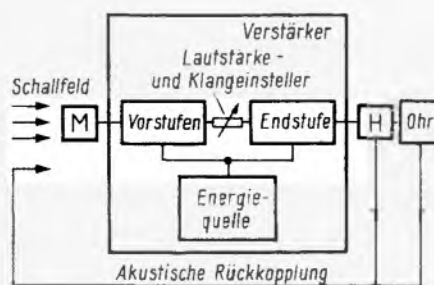 Verstärker
Lautstärke -
und Klangeinsteller
Schallfeld
M
Vorstufen
Endstufe
H
Ohr
Energie-
quelle
Akustische Rückkopplung